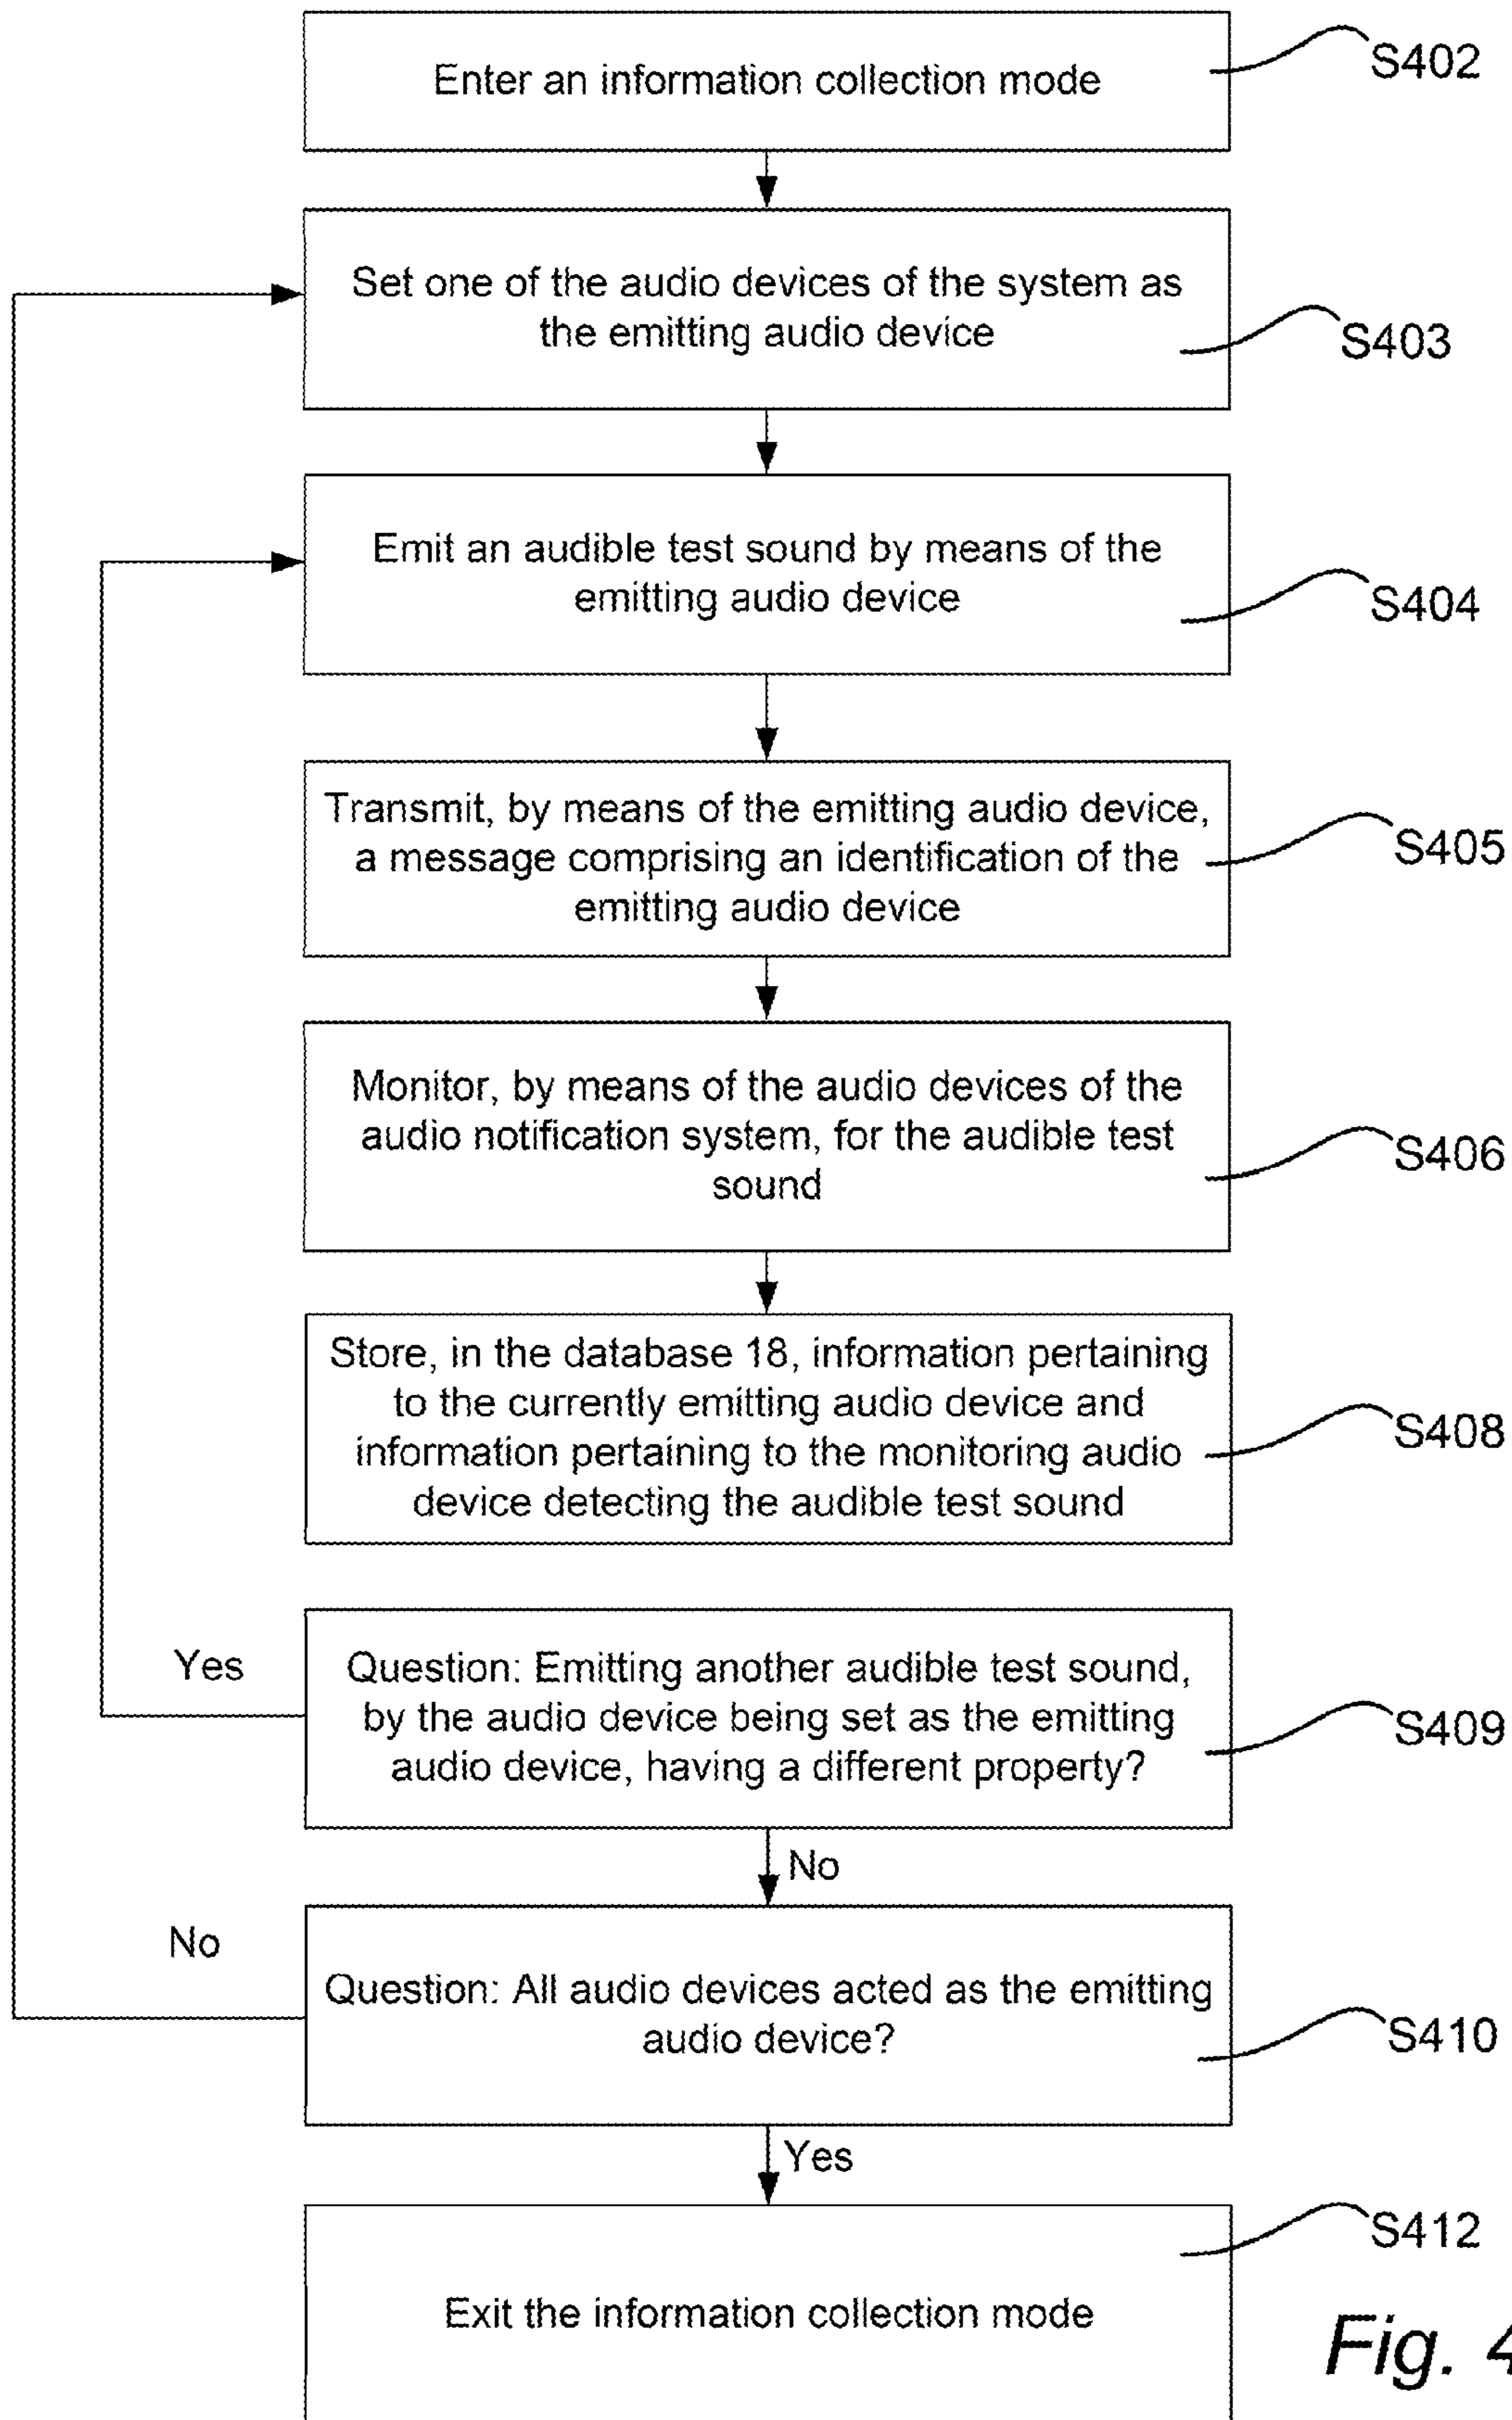 Enter an information collection mode
S402
Set one of the audio devices of the system as
the emitting audio device
S403
Emit an audible test sound by means of the
emitting audio device
S404
Transmit, by means of the emitting audio device,
a message comprising an identification of the
emitting audio device
S405
Monitor, by means of the audio devices of the
audio notification system, for the audible test
sound
S406
Store, in the database 18, information pertaining
to the currently emitting audio device and
information pertaining to the monitoring audio
device detecting the audible test sound
S408
Yes
Question: Emitting another audible test sound,
by the audio device being set as the emitting
audio device, having a different property?
S409
No
No
Question: All audio devices acted as the emitting
audio device?
S410
Yes
S412
Exit the information collection mode
Fig. 4